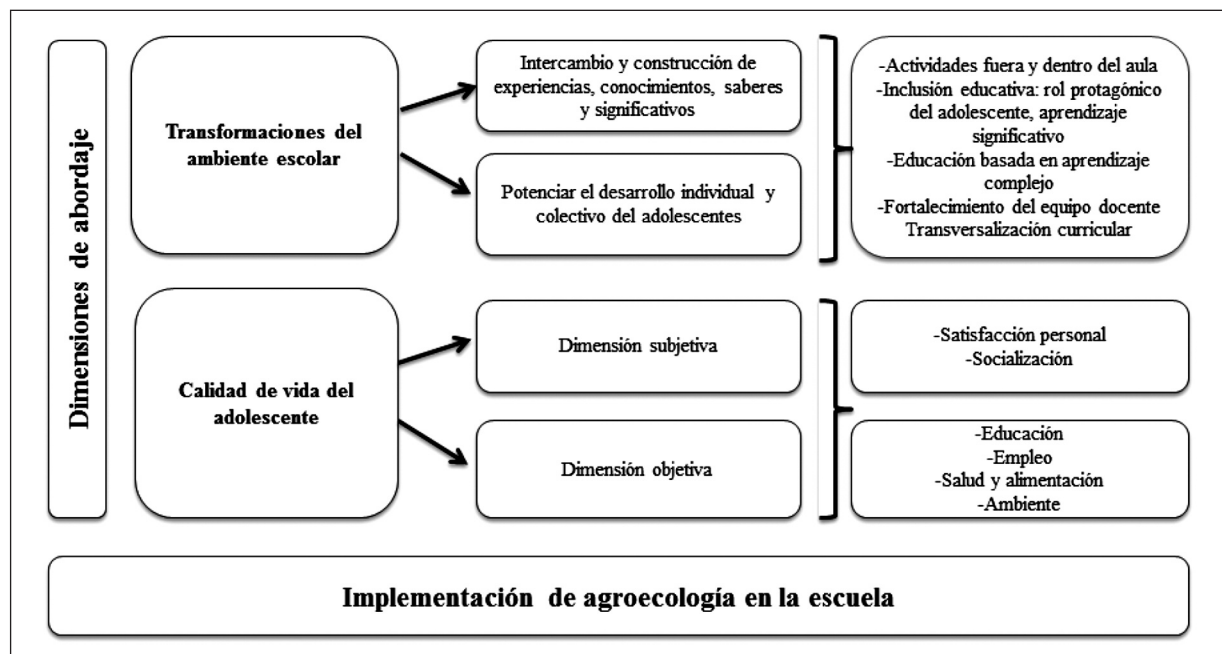 Dimensiones de abordaje
Transformaciones del
ambiente escolar
Intercambio y construcción de
experiencias, conocimientos, saberes
y significativos
Potenciar el desarrollo individual y
colectivo del adolescentes
-Actividades fuera y dentro del aula
-Inclusión educativa: rol protagónico
del adolescente, aprendizaje
significativo
-Educación basada en aprendizaje
complejo
-Fortalecimiento del equipo docente
Transversalización curricular
Calidad de vida del
adolescente
Dimensión subjetiva
Dimensión objetiva
-Satisfacción personal
-Socialización
-Educación
-Empleo
-Salud y alimentación
-Ambiente
Implementación de agroecología en la escuela